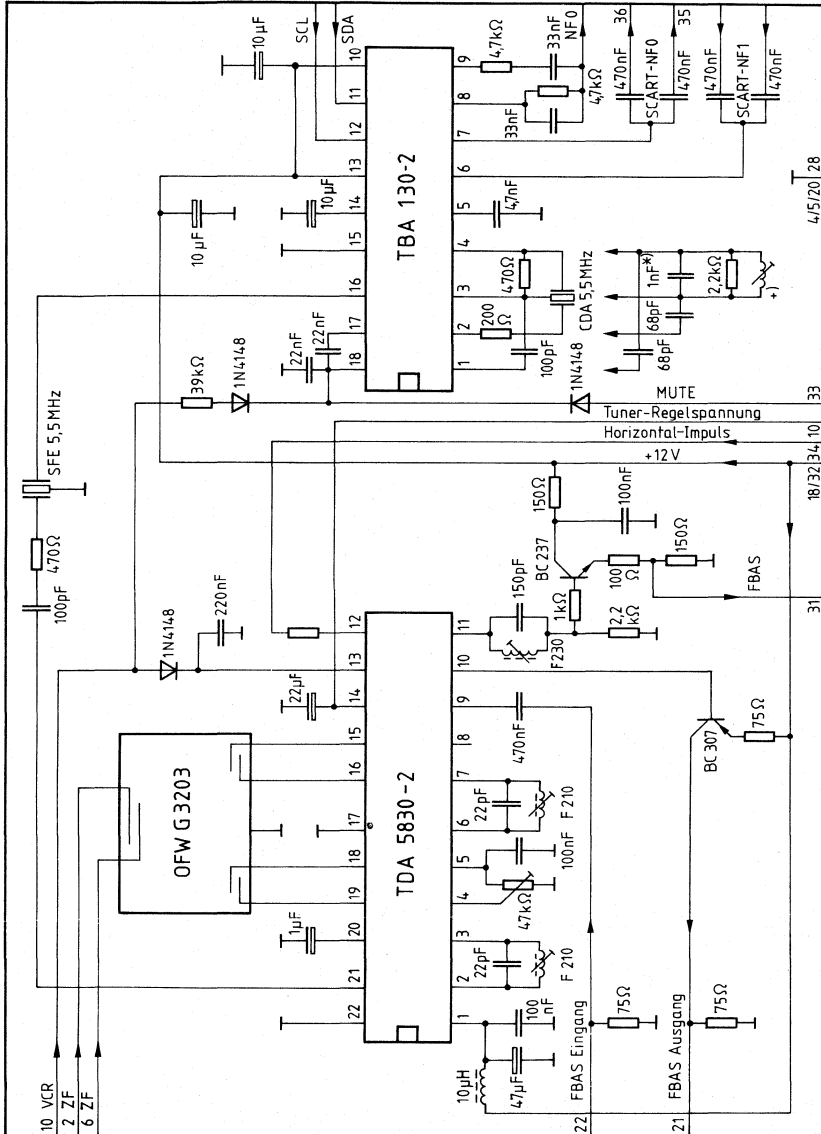 10 µF
SCL
SDA
10
11
12
13
14
15
16
17
18
9
8
7
6
5
4
3
2
1
TBA 130-2
4,7kΩ
33nF
NF0
4,7kΩ
33nF
36
35
470nF
SCART-NF0
470nF
470nF
SCART-NF1
470nF
10 µF
10µF
4,7nF
28
4/5/20
470Ω
200 Ω
100pF
CDA 5,5MHz
1nF*)
2,2kΩ
+)
68pF
68pF
22nF
22nF
39kΩ
1N4148
1N4148
MUTE
33
Tuner-Regelspannung
10
Horizontal-Impuls
34
+12V
18/32
SFE 5,5MHz
470Ω
100pF
150Ω
100nF
BC 237
100 Ω
150Ω
1kΩ
FBAS
31
150pF
F230
2,2 kΩ
1N4148
220nF
22µF
12
13
14
15
16
17
18
19
20
21
22
11
10
9
8
7
6
5
4
3
2
1
TDA 5830-2
OFW G 3203
1µF
470nF
22pF
F 210
100nF
47kΩ
22pF
F 210
BC 307
75Ω
100 nF
10µH
47µF
FBAS Eingang
22
75Ω
FBAS Ausgang
21
75Ω
10 VCR
2 ZF
6 ZF